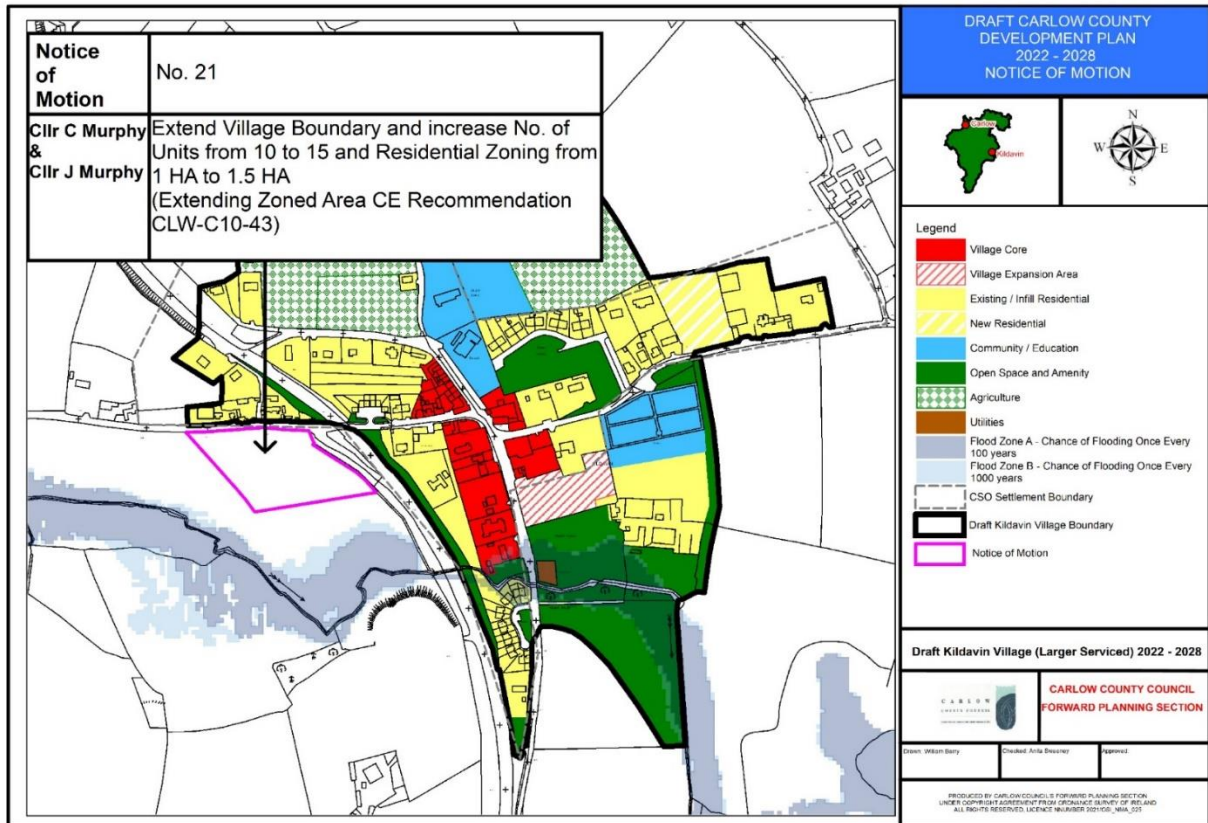 Notice
of
Motion
No. 21
Cllr C Murphy
&
Cllr J Murphy
Extend Village Boundary and increase No. of
Units from 10 to 15 and Residential Zoning from
1 HA to 1.5 HA
(Extending Zoned Area CE Recommendation
CLW-C10-43)
DRAFT CARLOW COUNTY
DEVELOPMENT PLAN
2022 - 2028
NOTICE OF MOTION
Carlow
Kildavin
N
W
E
S
Legend
Village Core
Village Expansion Area
Existing / Infill Residential
New Residential
Community / Education
Open Space and Amenity
Agriculture
Utilities
Flood Zone A - Chance of Flooding Once Every
100 years
Flood Zone B - Chance of Flooding Once Every
1000 years
CSO Settlement Boundary
Draft Kildavin Village Boundary
Notice of Motion
Draft Kildavin Village (Larger Serviced) 2022 - 2028
CARLOW
CARLOW COUNTY COUNCIL
FORWARD PLANNING SECTION
Drawn: William Barry
Checked: Anita Sweeney
Approved:
PRODUCED BY CARLOW COUNCILS FORWARD PLANNING SECTION
UNDER COPYRIGHT AGREEMENT FROM ORDNANCE SURVEY OF IRELAND
ALL RIGHTS RESERVED. LICENCE NNUMBER 2021/OSI_NMA_025